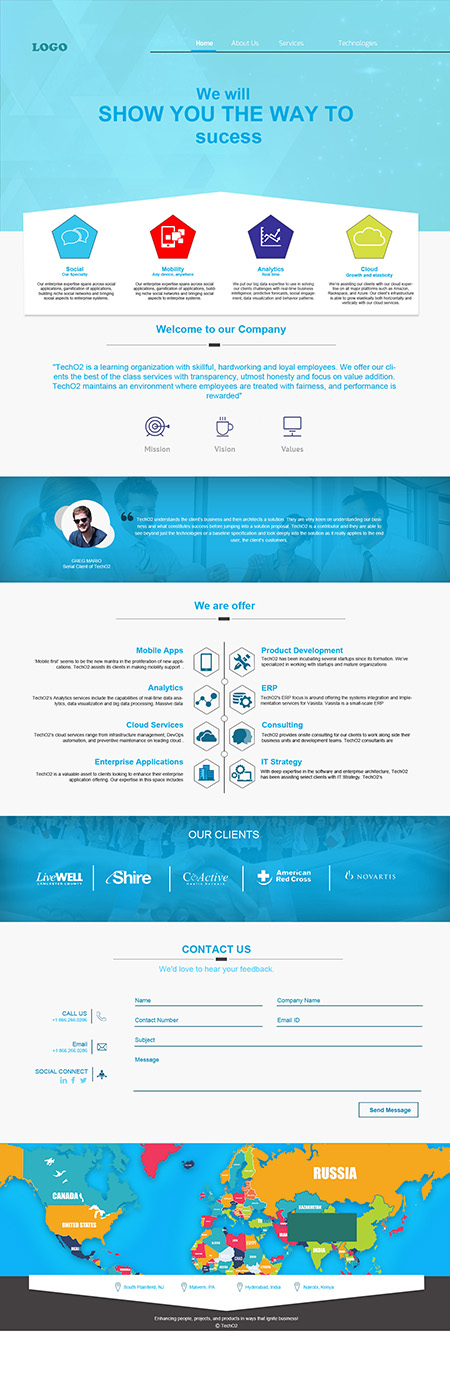 LOGO
Home About Us Services Technologies
We will
SHOW YOU THE WAY TO
sucess
Social
Our Specialty
Our enterprise expertise spans across social
applications, gamification of applications,
building niche social networks and bringing
social aspects to enterprise systems.
Mobility
Any device, anywhere
Our enterprise expertise spans across social
applications, gamification of applications, build
ing niche social networks and bringing social
aspects to enterprise systems.
Analytics
Real time
We put our big data expertise to use in solving
our clients challenges with real-time business
intelligence, predictive forecasts, social engage-
ment, data visualization and behavior patterns.
Cloud
Growth and elasticity
We're assisting our clients with our cloud exper-
tise on all major platforms such as Amazon,
Rackspace, and Azure. Our client's infrastructure
is able to grow elastically both horizontally and
vertically with our cloud services.
Welcome to our Company
"TechO2 is a learning organization with skillful, hardworking and loyal employees. We offer our cli-
ents the best of the class services with transparency, utmost honesty and focus on value addition.
TechO2 maintains an environment where employees are treated with fairness, and performance is
rewarded"
Mission Vision Values
TechO2 understands the client's business and then architects a solution. They are very keen on understanding our busi-
ness and what constitutes success before jumping into a solution proposal. TechO2 is a contributor and they are able to
see beyond just the technologies or a baseline specification and look deeply into the solution as it really applies to the end
user, the client's customers.
GREG MARIO
Serial Client of TechO2
We are offer
Mobile Apps
'Mobile first' seems to be the new mantra in the proliferation of new appli-
cations. TechO2 assists its clients in making mobility support .
Product Development
TechO2 has been incubating several startups since its formation. We've
specialized in working with startups and mature organizations
Analytics
TechO2's Analytics services include the capabilities of real-time data ana-
lytics, data visualization and big data processing. Massive data
ERP
TechO2's ERP focus is around offering the systems integration and imple-
mentation services for Vasista. Vasista is a small-scale ERP
Cloud Services
TechO2's cloud services range from infrastructure management, DevOps
automation, and preventive maintenance on leading cloud .
Consulting
TechO2 provides onsite consulting for our clients to work along side their
business units and development teams. TechO2 consultants are
Enterprise Applications
TechO2 is a valuable asset to clients looking to enhance their enterprise
application offering. Our expertise in this space includes
IT Strategy
With deep expertise in the software and enterprise architecture, TechO2
has been assisting select clients with IT Strategy. TechO2's
OUR CLIENTS
LiveWELL
LANCASTER COUNTY
Shire
CoActive
American
Red Cross
NOVARTIS
CONTACT US
We'd love to hear your feedback.
CALL US
+1 866.266.0286
Email
+1 866.266.0286
SOCIAL CONNECT
Name Company Name
Contact Number Email ID
Subject
Message
Send Message
CANADA
UNITED STATES
RUSSIA
KAZAKHSTAN
INDIA
South Plainfield, NJ Malvern, PA Hyderabad, India Nairobi, Kenya
Enhancing people, projects, and products in ways that ignite business!
© TechO2